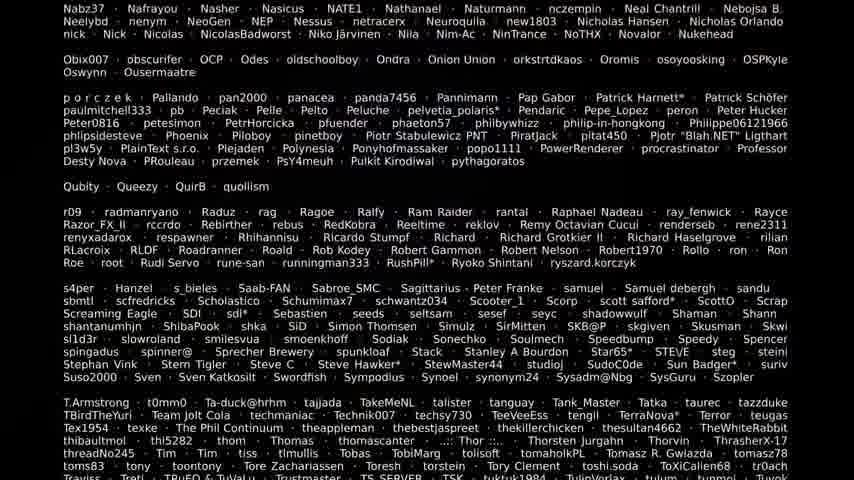 Nabz37 · Nafrayou · Nasher · Nasicus · NATE1 · Nathanael · Naturmann · nczempin · Neal Chantrill · Nebojsa B.
Neelybd · nenym · NeoGen · NEP · Nessus · netracerx · Neuroquila · new1803 · Nicholas Hansen · Nicholas Orlando
nick · Nick · Nicolas · NicolasBadworst · Niko Järvinen · Niila · Nim-Ac · NinTrance · NoTHX · Novalor · Nukehead
Obix007 · obscurifer · OCP · Odes · oldschoolboy · Ondra · Onion Union · orkstrtdkaos · Oromis · osoyoosking · OSPKyle
Oswynn · Ousermaatre
p o r c z e k · Pallando · pan2000 · panacea · panda7456 · Pannimann · Pap Gabor · Patrick Harnett* · Patrick Schöfer
paulmitchell333 · pb · Peciak · Pelle · Pelto · Peluche · pelvetia_polaris* · Pendaric · Pepe_Lopez · peron · Peter Hucker
Peter0816 · petesimon · PetrHorcicka · pfuender · phaeton57 · phiibywhizz · philip-in-hongkong · Philippe06121966
phlipsidesteve · Phoenix · Piloboy · pinetboy · Piotr Stabulewicz PNT · PiratJack · pitat450 · Pjotr "Blah.NET" Ligthart
pl3w5y · PlainText s.r.o. · Plejaden · Polynesia · Ponyhofmassaker · popo1111 · PowerRenderer · procrastinator · Professor
Desty Nova · PRouleau · przemek · PsY4meuh · Pulkit Kirodiwal · pythagoratos
Qubity · Queezy · QuirB · quollism
r09 · radmanryano · Raduz · rag · Ragoe · Ralfy · Ram Raider · rantal · Raphael Nadeau · ray_fenwick · Rayce
Razor_FX_II · rccrdo · Rebirther · rebus · RedKobra · Reeltime · reklov · Remy Octavian Cucui · renderseb · rene2311
renyxadarox · respawner · Rhihannisu · Ricardo Stumpf · Richard · Richard Grotkier II · Richard Haselgrove · rilian
RLacroix · RLDF · Roadranner · Roald · Rob Kodey · Robert Gammon · Robert Nelson · Robert1970 · Rollo · ron · Ron
Roe · root · Rudi Servo · rune-san · runningman333 · RushPill* · Ryoko Shintani · ryszard.korczyk
s4per · Hanzel · s_bieles · Saab-FAN · Sabroe_SMC · Sagittarius - Peter Franke · samuel · Samuel debergh · sandu
sbmtl · scfredricks · Scholastico · Schumimax7 · schwantz034 · Scooter_1 · Scorp · scott safford* · ScottO · Scrap
Screaming Eagle · SDI · sdl* · Sebastien · seeds · seltsam · sesef · seyc · shadowwulf · Shaman · Shann
shantanumhjn · ShibaPook · shka · SiD · Simon Thomsen · Simulz · SirMitten · SKB@P · skgiven · Skusman · Skwi
sl1d3r · slowroland · smilesvua · smoenkhoff · Sodiak · Sonechko · Soulmech · Speedbump · Speedy · Spencer
spingadus · spinner@ · Sprecher Brewery · spunkloaf · Stack · Stanley A Bourdon · Star65* · STE\/E · steg · steini
Stephan Vink · Stern Tigler · Steve C · Steve Hawker* · StewMaster44 · studioJ · SudoC0de · Sun Badger* · suriv
Suso2000 · Sven · Sven Katkosilt · Swordfish · Sympodius · Synoel · synonym24 · Sysadm@Nbg · SysGuru · Szopler
T.Armstrong · t0mm0 · Ta-duck@hrhm · tajjada · TakeMeNL · talister · tanguay · Tank_Master · Tatka · taurec · tazzduke
TBirdTheYuri · Team Jolt Cola · techmaniac · Technik007 · techsy730 · TeeVeeEss · tengil · TerraNova* · Terror · teugas
Tex1954 · texke · The Phil Continuum · theappleman · thebestjaspreet · thekillerchicken · thesultan4662 · TheWhiteRabbit
thibaultmol · thi5282 · thom · Thomas · thomascanter · ..:: Thor ::.. · Thorsten Jurgahn · Thorvin · ThrasherX-17
threadNo245 · Tim · Tim · tiss · tlmullis · Tobas · TobiMarg · tolisoft · tomaholkPL · Tomasz R. Gwiazda · tomasz78
toms83 · tony · toontony · Tore Zachariassen · Toresh · torstein · Tory Clement · toshi.soda · ToXiCallen68 · tr0ach